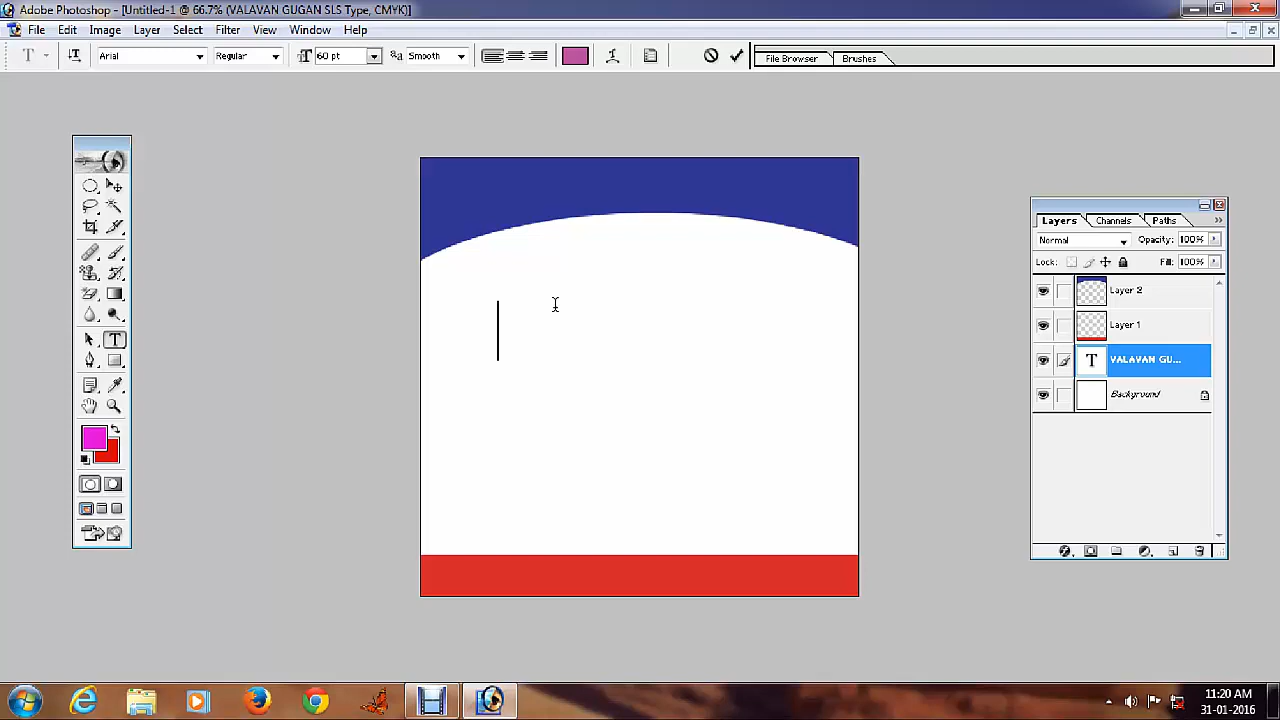 Adobe Photoshop - [Untitled-1 @ 66.7% (VALAVAN GUGAN SLS Type, CMYK)]
File Edit Image Layer Select Filter View Window Help
T T Arial Regular T 60 pt aa Smooth T File Browser Brushes
Layers Channels Paths
Normal Opacity: 100%
Lock: Fill: 100%
Layer 2
Layer 1
T VALAVAN GU...
Background
T
11:20 AM
31-01-2016